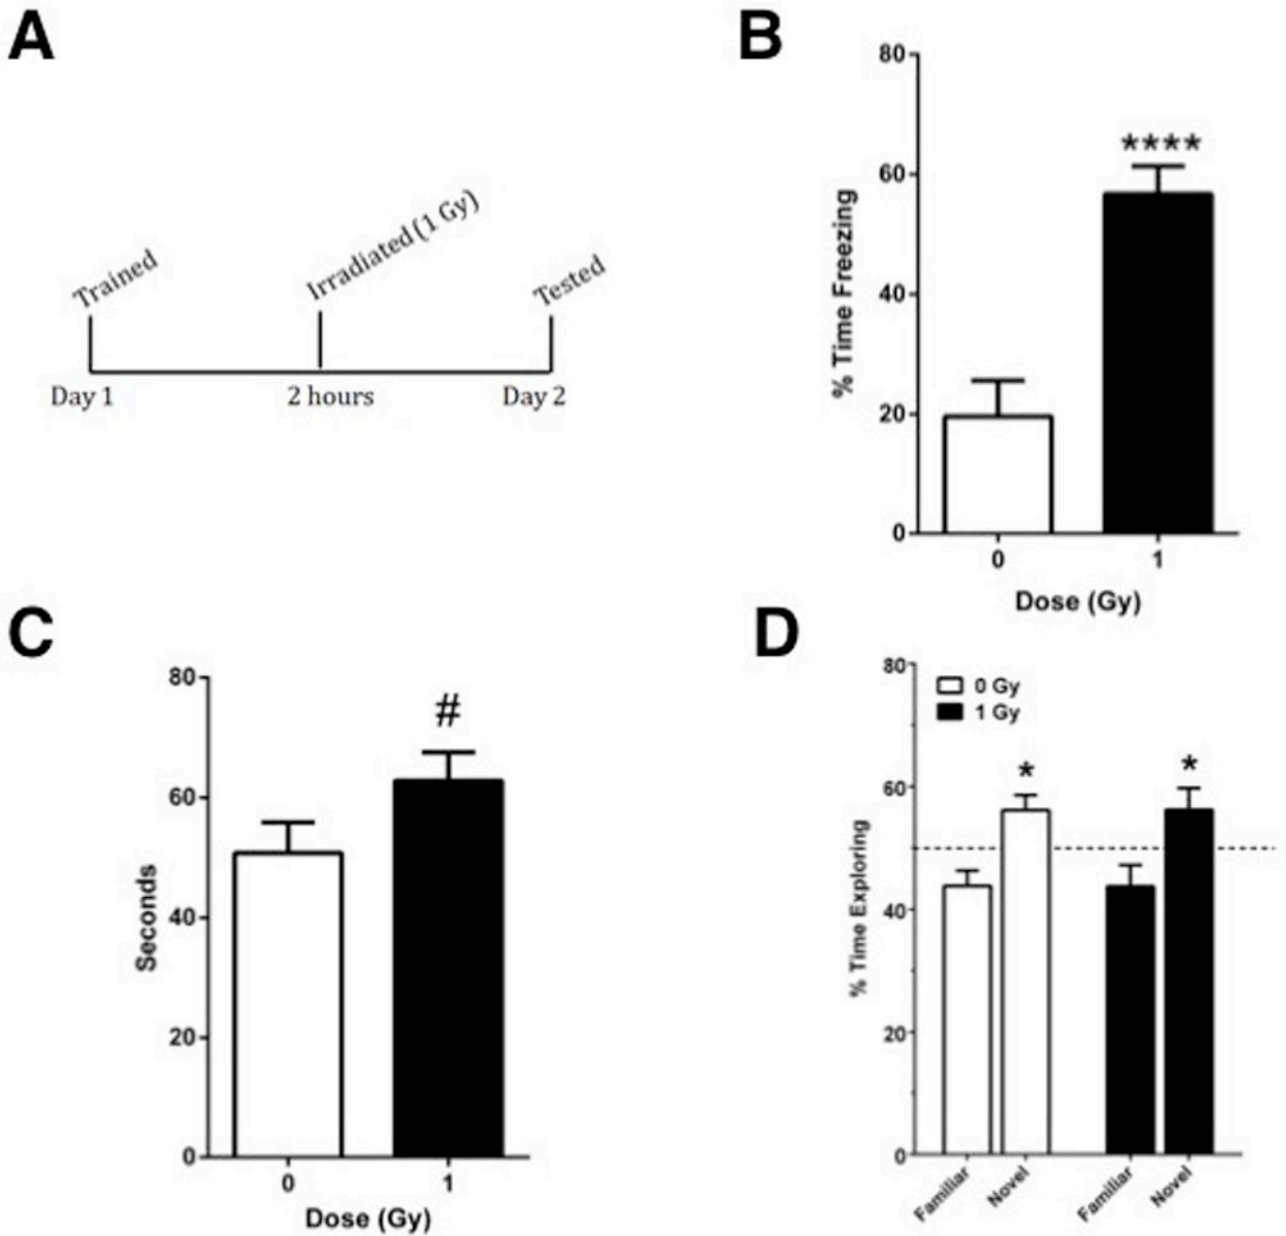 A
Trained
Irradiated (1 Gy)
Tested
Day 1
2 hours
Day 2
B
80
60
40
20
0
% Time Freezing
****
0
1
Dose (Gy)
C
80
60
40
20
0
Seconds
#
0
1
Dose (Gy)
D
80
60
40
20
0
% Time Exploring
0 Gy
1 Gy
*
*
Familiar
Novel
Familiar
Novel